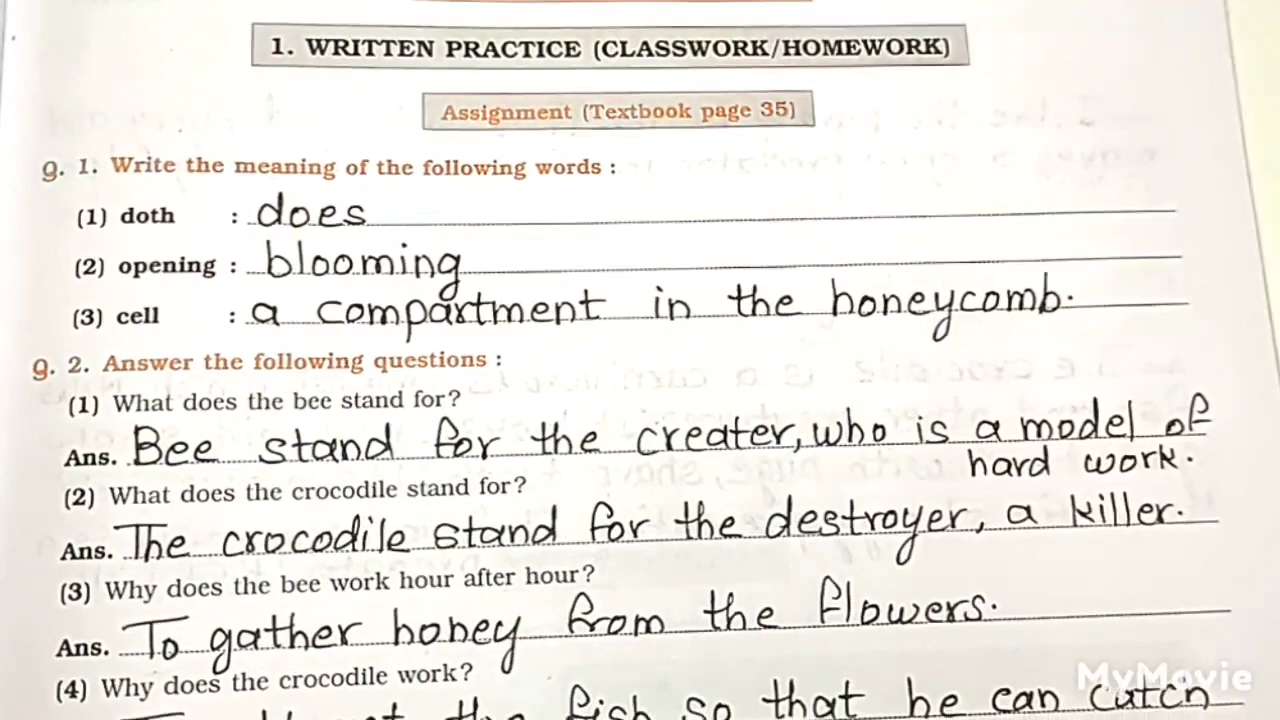 1. WRITTEN PRACTICE (CLASSWORK/HOMEWORK)
Assignment (Textbook page 35)
Q. 1. Write the meaning of the following words :
(1) doth : does
(2) opening : blooming
(3) cell : a compartment in the honeycomb.
Q. 2. Answer the following questions :
(1) What does the bee stand for?
Ans. Bee stand for the creater, who is a model of
hard work.
(2) What does the crocodile stand for?
Ans. The crocodile stand for the destroyer, a killer.
(3) Why does the bee work hour after hour?
Ans. To gather honey from the flowers.
(4) Why does the crocodile work?
the fish so that he can catch
MyMovie